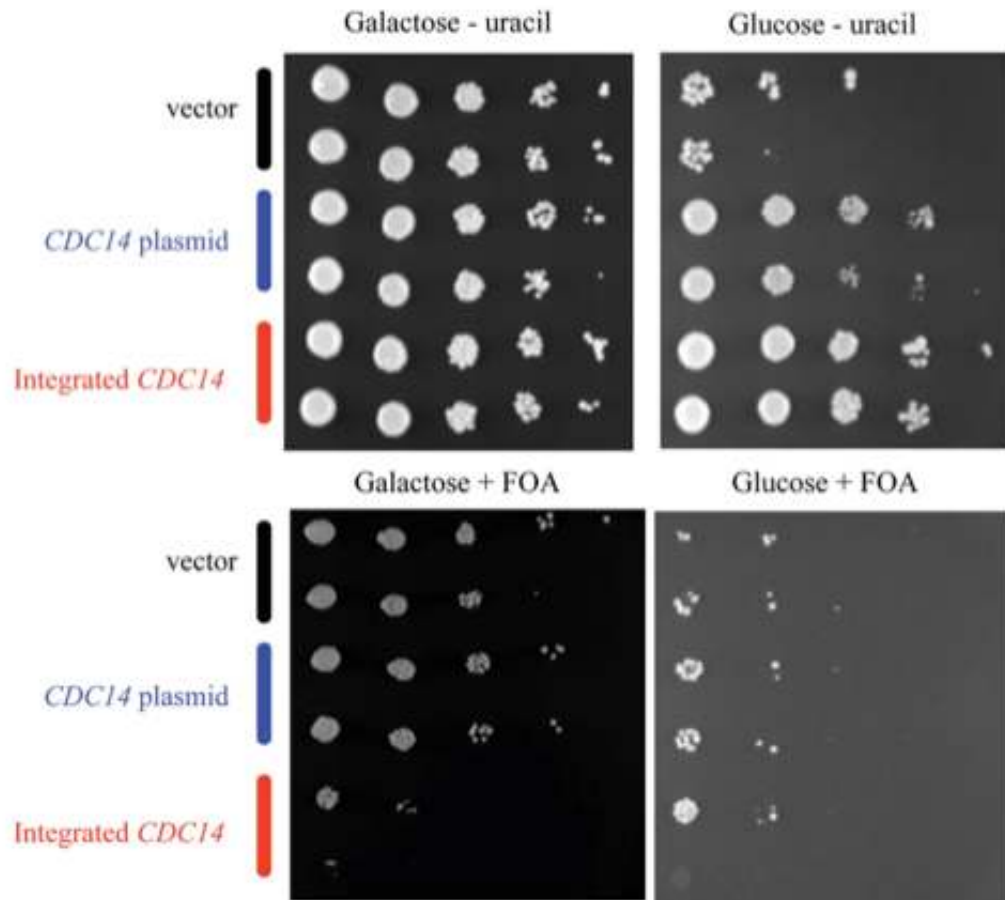 Galactose - uracil
Glucose - uracil
vector
CDC14 plasmid
Integrated CDC14
Galactose + FOA
Glucose + FOA
vector
CDC14 plasmid
Integrated CDC14